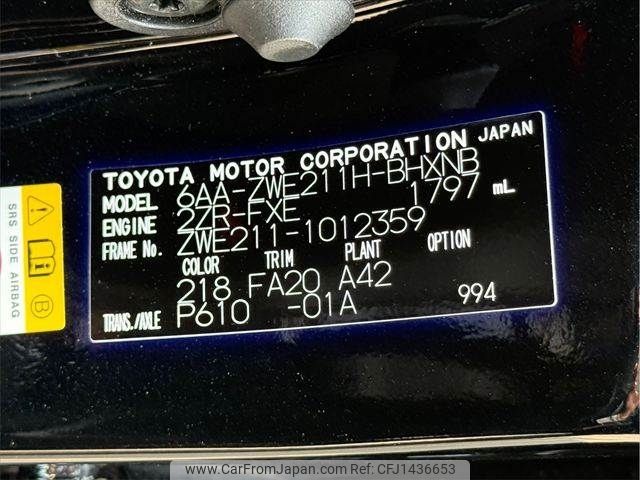 TOYOTA MOTOR CORPORATION JAPAN
MODEL 6AA-ZWE211H-BHXNB
ENGINE 2ZR-FXE 1797 mL
FRAME No. ZWE211-1012359
COLOR TRIM PLANT OPTION
218 FA20 A42
TRANS./AXLE P610 -01A 994
SRS SIDE AIRBAG
B
www.CarFromJapan.com | CFJ1436653